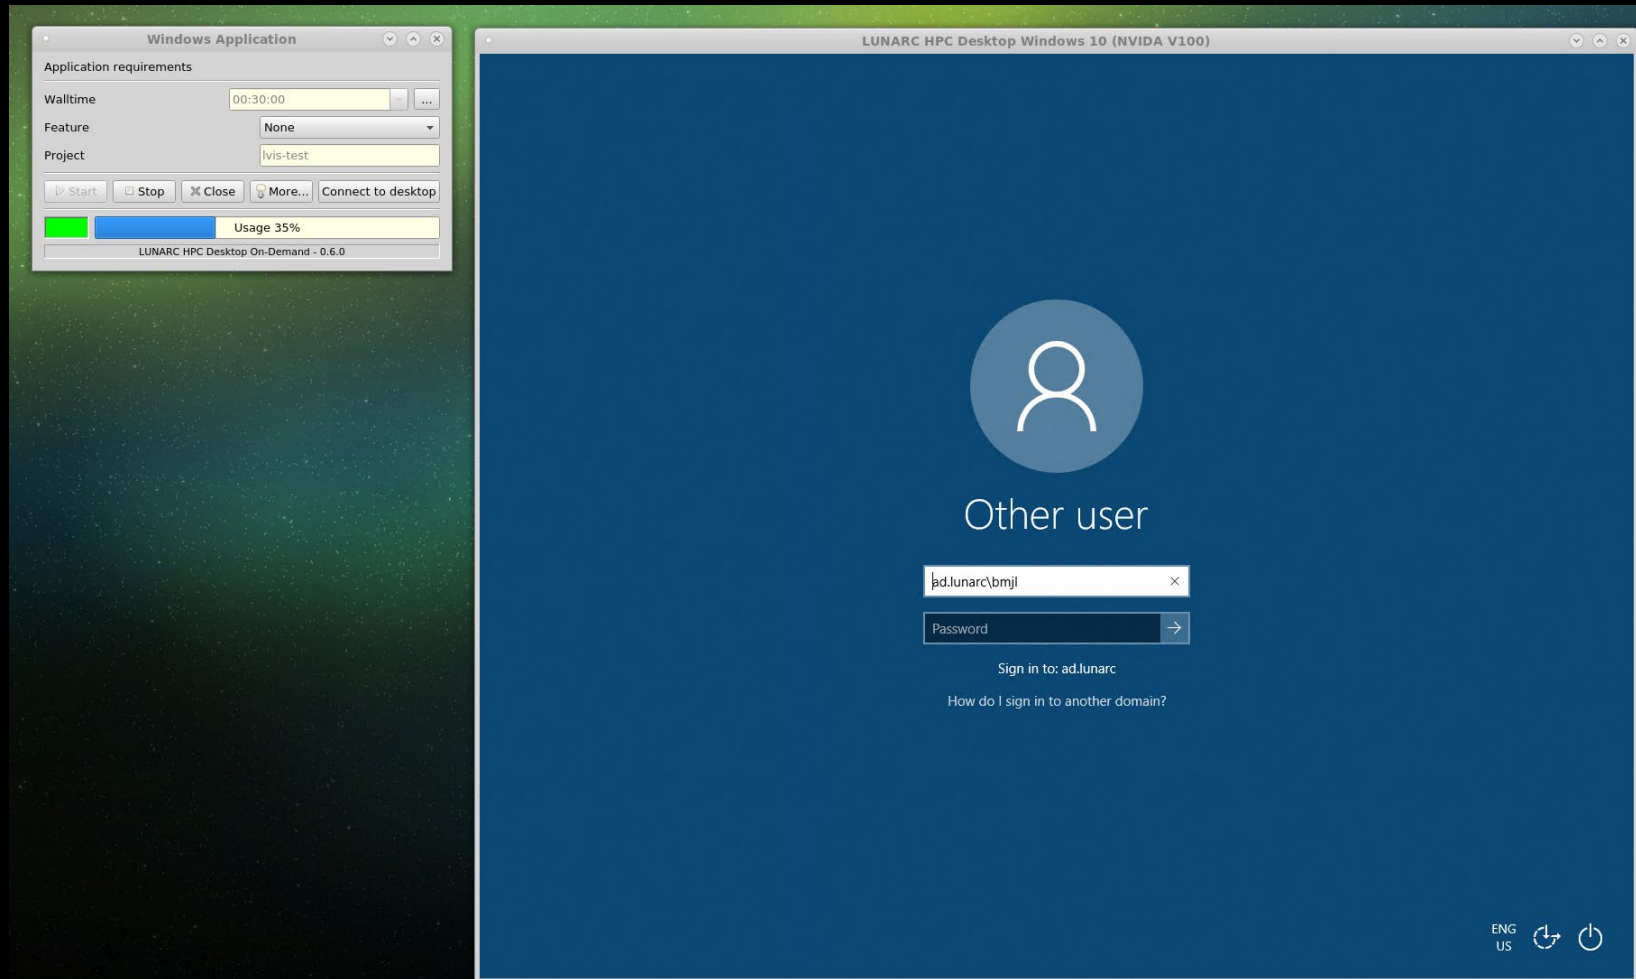 Windows Application
Application requirements
Walltime 00:30:00 ...
Feature None
Project lvis-test
Start Stop Close More... Connect to desktop
Usage 35%
LUNARC HPC Desktop On-Demand - 0.6.0
LUNARC HPC Desktop Windows 10 (NVIDA V100)
Other user
ad.lunarc\bmjl
Password
Sign in to: ad.lunarc
How do I sign in to another domain?
ENG
US